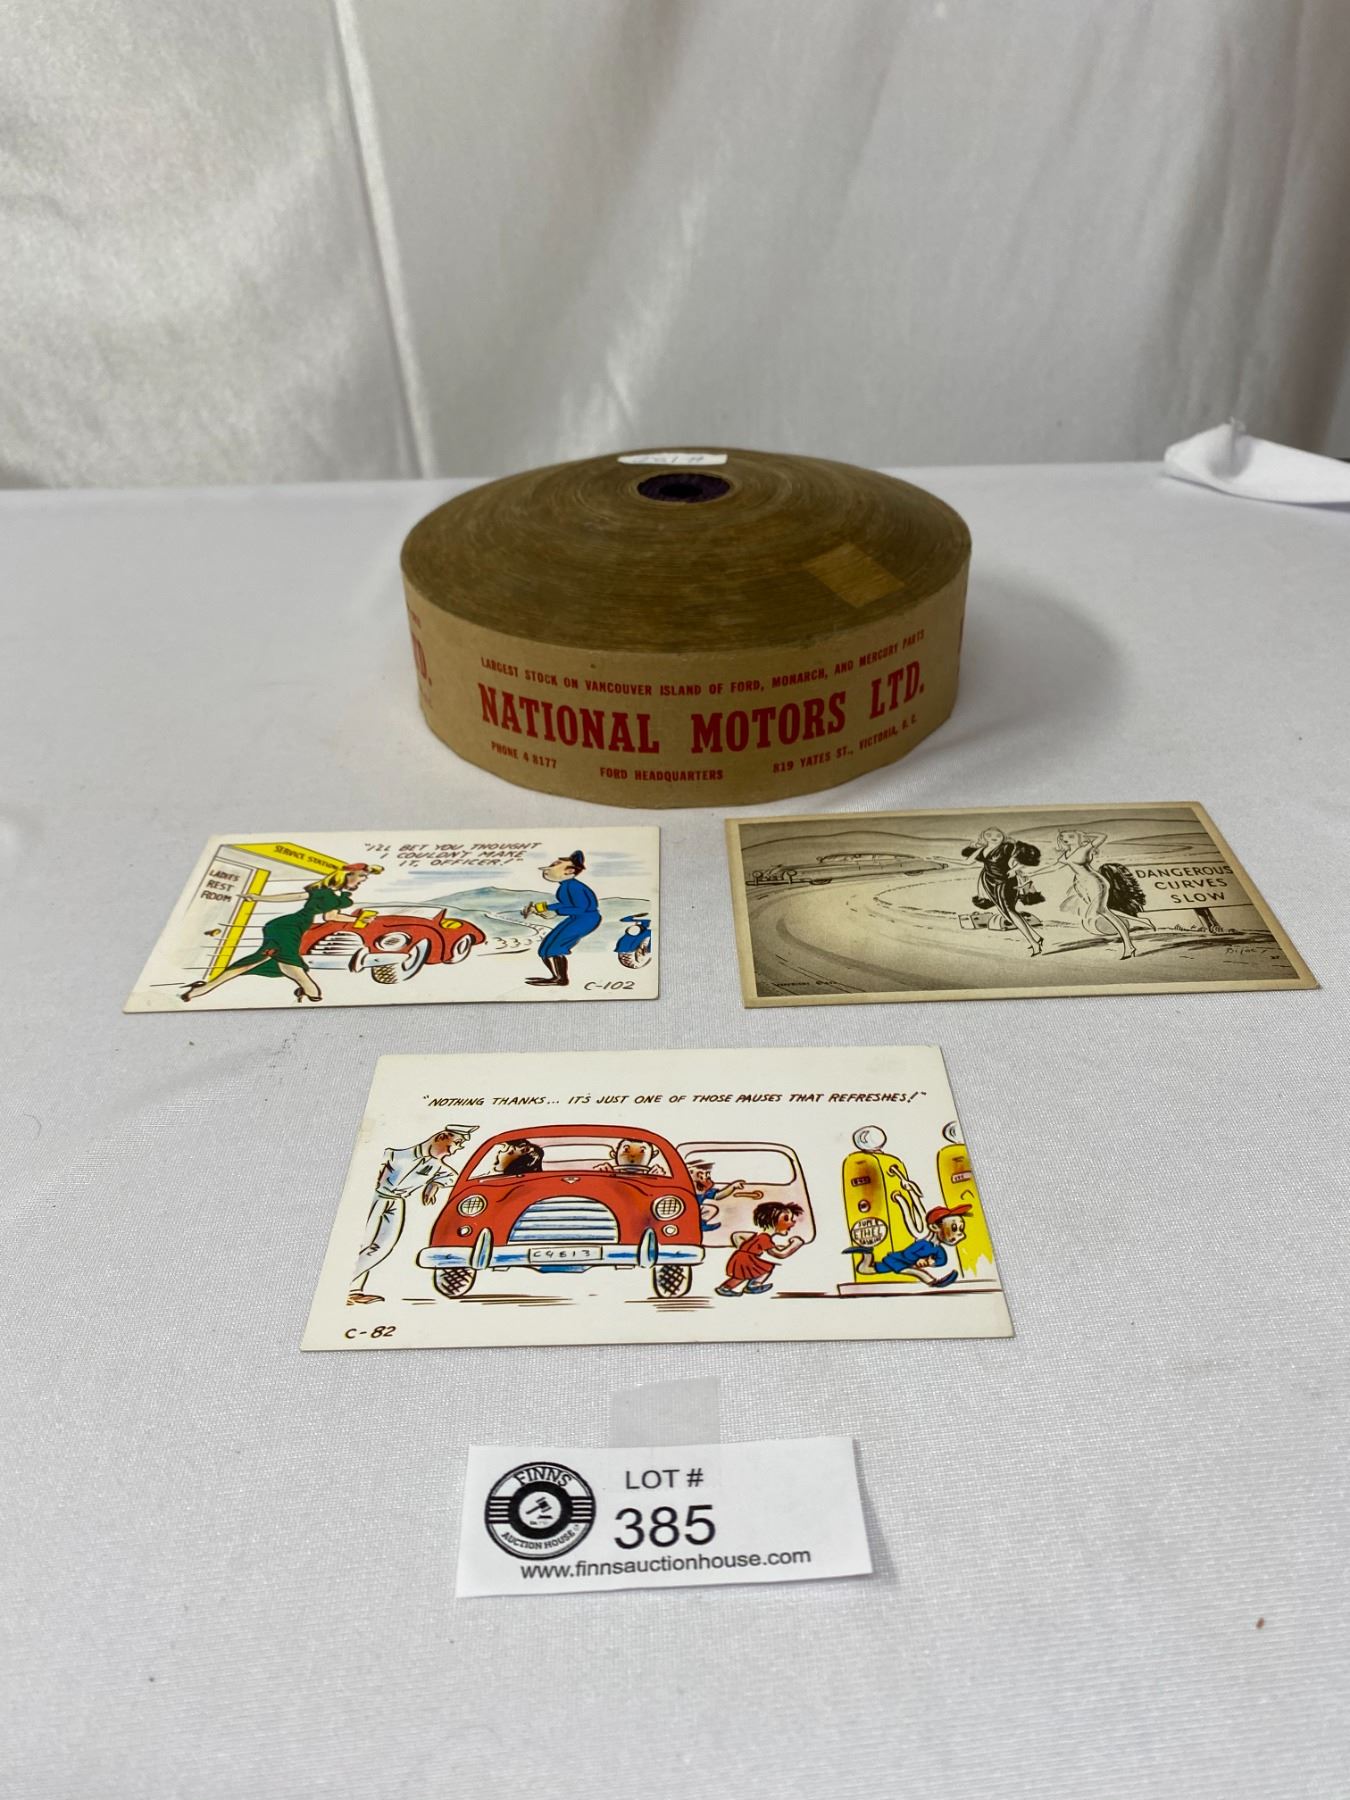 LARGEST STOCK ON VANCOUVER ISLAND OF FORD, MONARCH, AND MERCURY PARTS
NATIONAL MOTORS LTD.
PHONE 4 8177 FORD HEADQUARTERS 819 YATES ST., VICTORIA, B.C.
D.
SERVICE STATION
LADIES
REST
ROOM
"I'LL BET YOU THOUGHT
I COULDN'T MAKE
IT, OFFICER!"
C-102
DANGEROUS
CURVES
SLOW
"NOTHING THANKS... IT'S JUST ONE OF THOSE PAUSES THAT REFRESHES!"
C9813
SUPER
ETHEL
C-82
FINNS
AUCTION HOUSE
LOT #
385
www.finnsauctionhouse.com